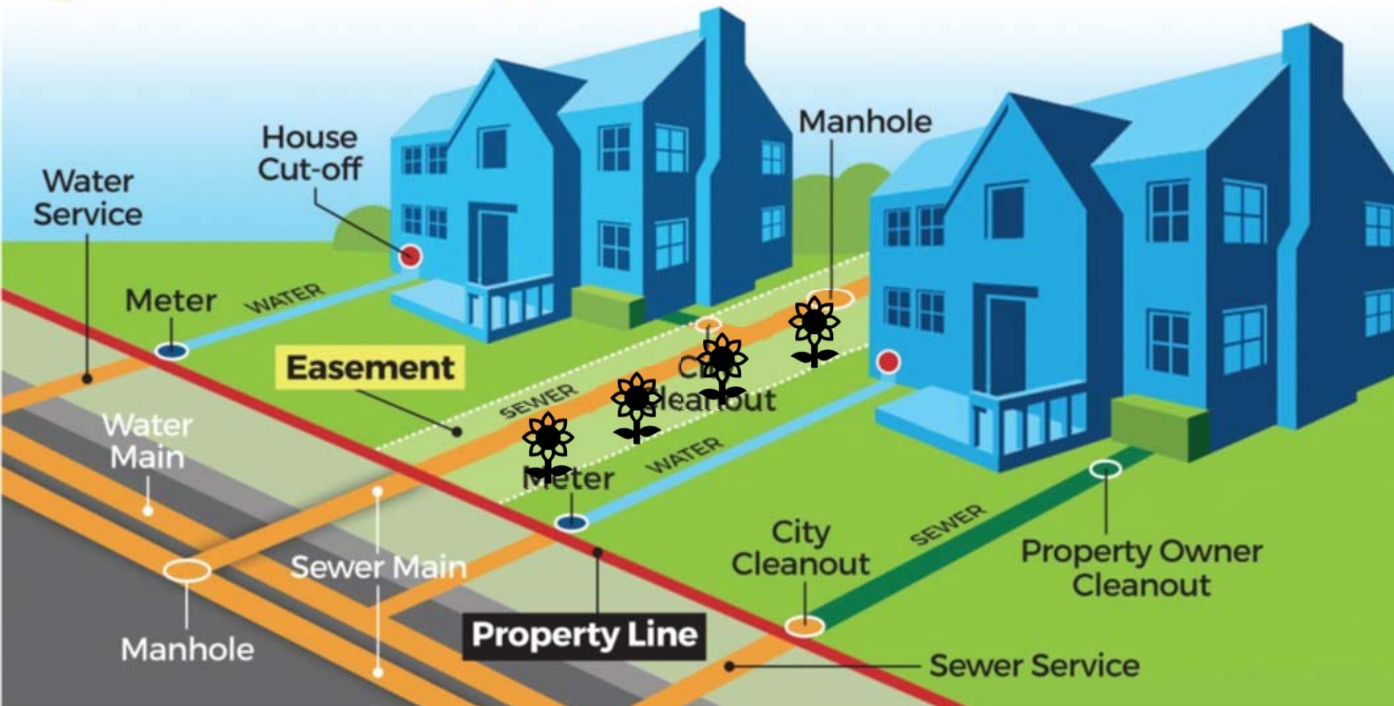 House
Cut-off
Manhole
Water
Service
Meter
WATER
Easement
SEWER
Cleanout
Water
Main
WATER
Meter
SEWER
City
Cleanout
Property Owner
Cleanout
Sewer Main
Manhole
Property Line
Sewer Service